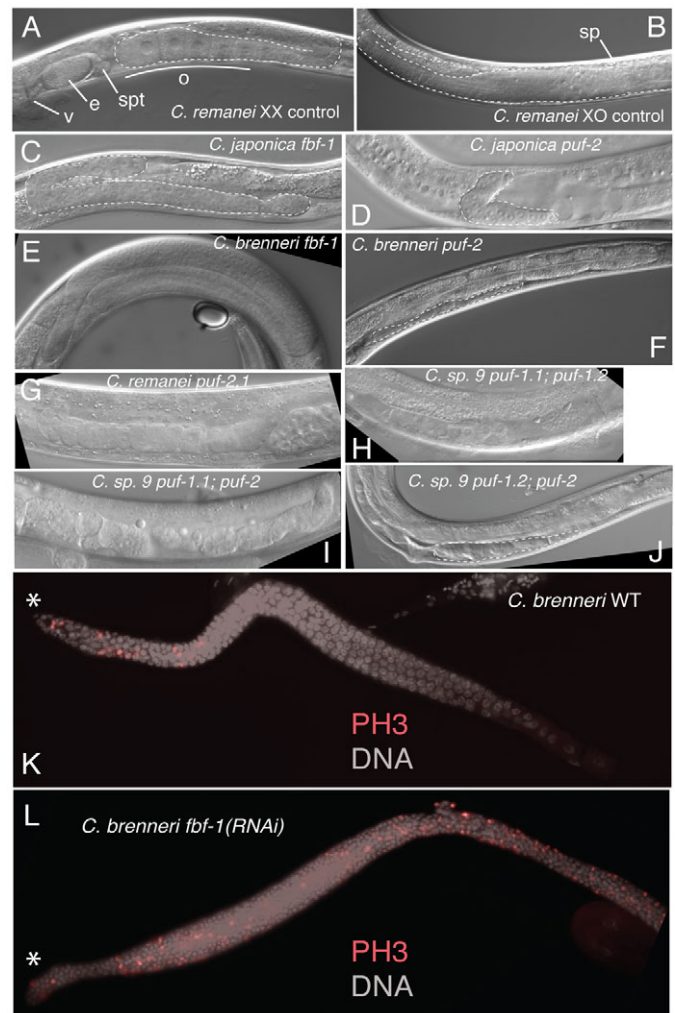 A
o
spt
e
v
C. remanei XX control
sp
B
C. remanei XO control
C
C. japonica fbf-1
C. japonica puf-2
D
E
C. brenneri fbf-1
C. brenneri puf-2
F
G
C. remanei puf-2.1
C. sp. 9 puf-1.1; puf-1.2
H
C. sp. 9 puf-1.1; puf-2
I
C. sp. 9 puf-1.2; puf-2
J
*
C. brenneri WT
PH3
DNA
K
L
C. brenneri fbf-1(RNAi)
*
PH3
DNA